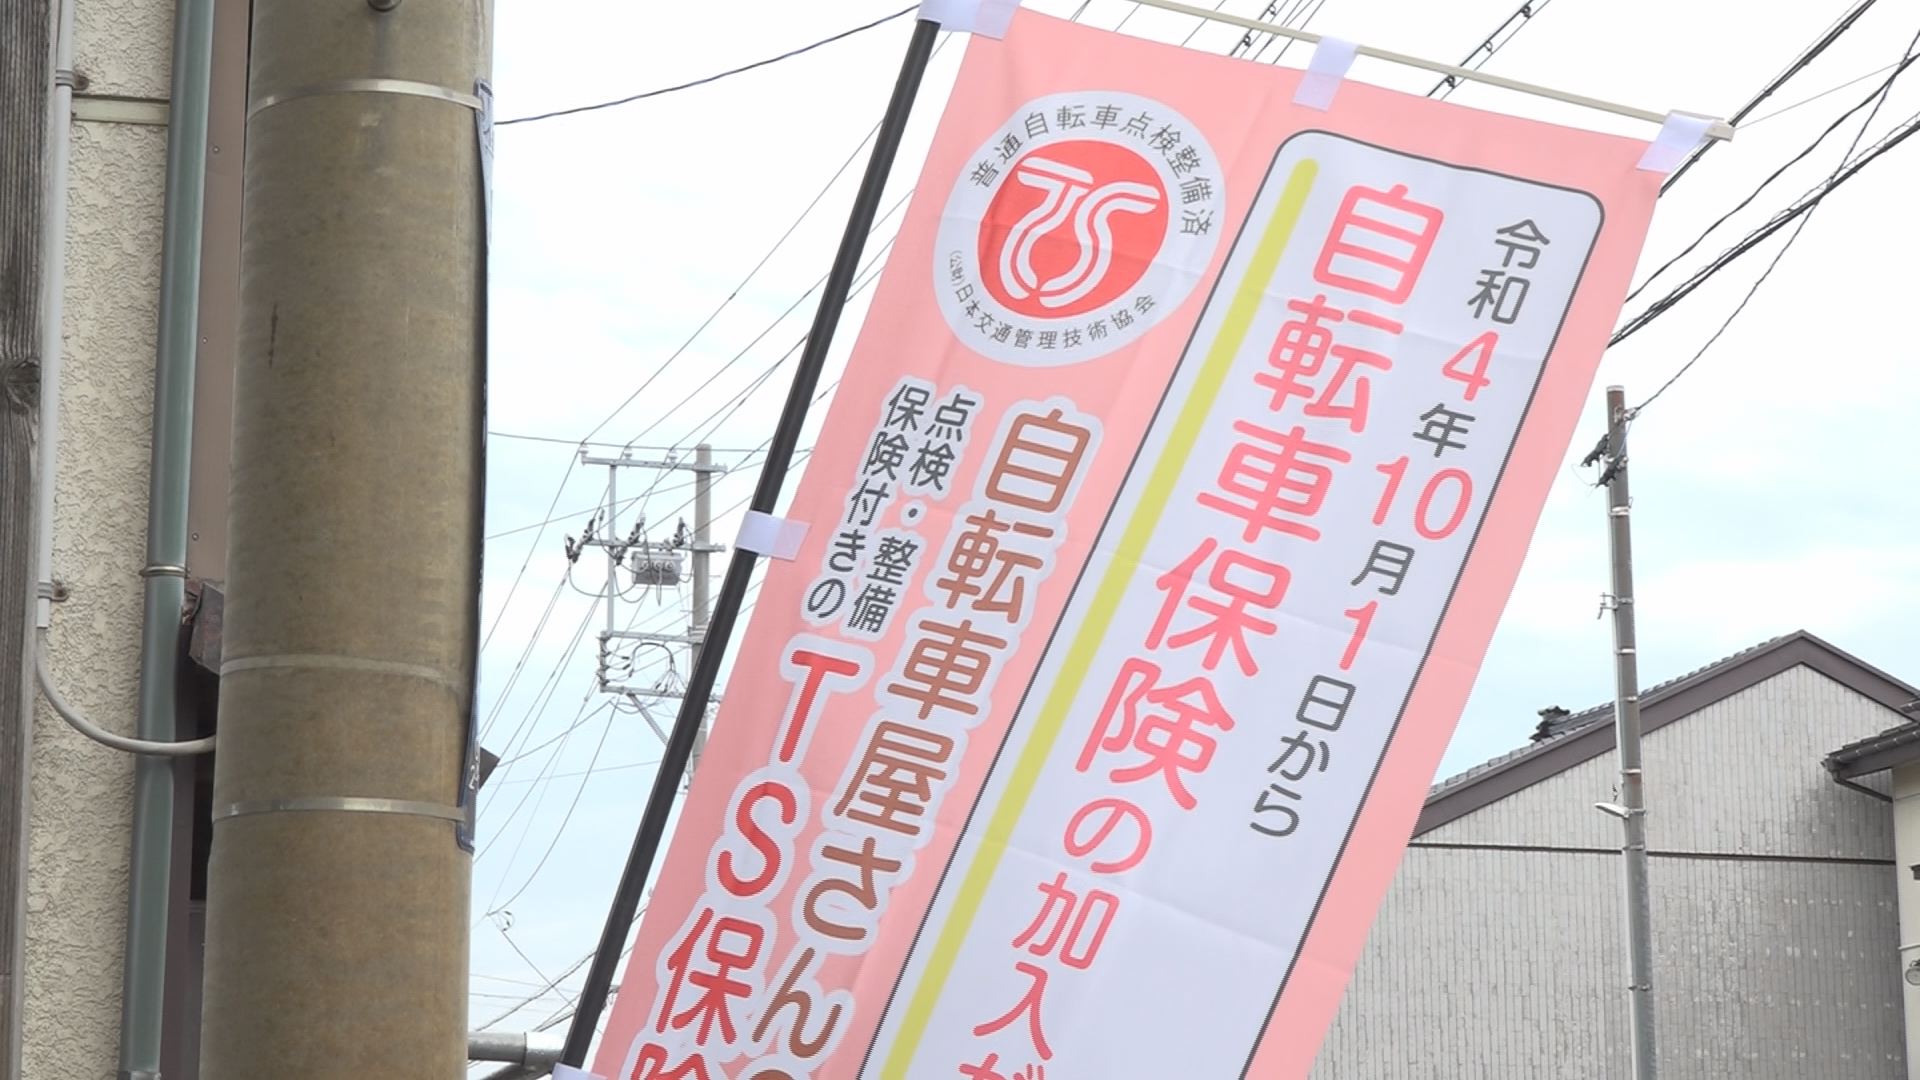 普通自転車点検整備済
TS
(公財)日本交通管理技術協会
令和4年10月1日から
自転車保険の加入が
自転車屋さんの
点検・整備
保険付きの
TS保険